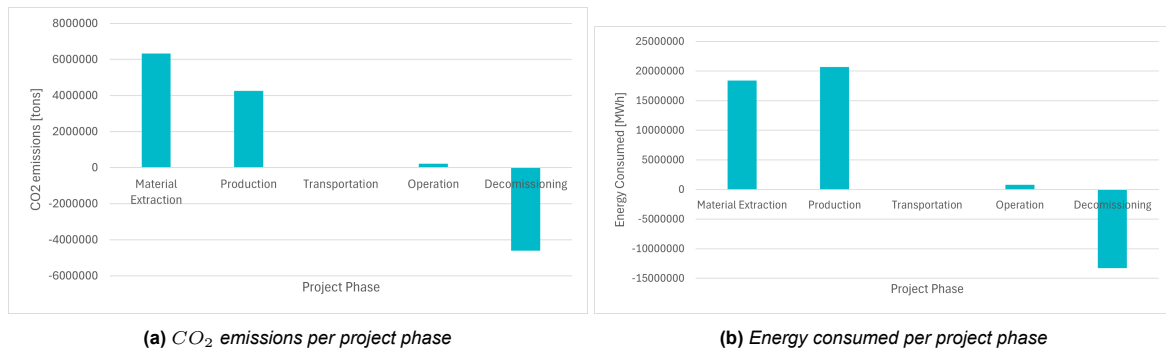 8000000
6000000
4000000
2000000
0
-2000000
-4000000
-6000000
CO2 emissions [tons]
Material
Extraction
Production
Transportation
Operation
Decomissioning
Project Phase
(a) CO₂ emissions per project phase
25000000
20000000
15000000
10000000
5000000
0
-5000000
-10000000
-15000000
Energy Consumed [MWh]
Material Extraction
Production
Transportation
Operation
Decomissioning
Project Phase
(b) Energy consumed per project phase